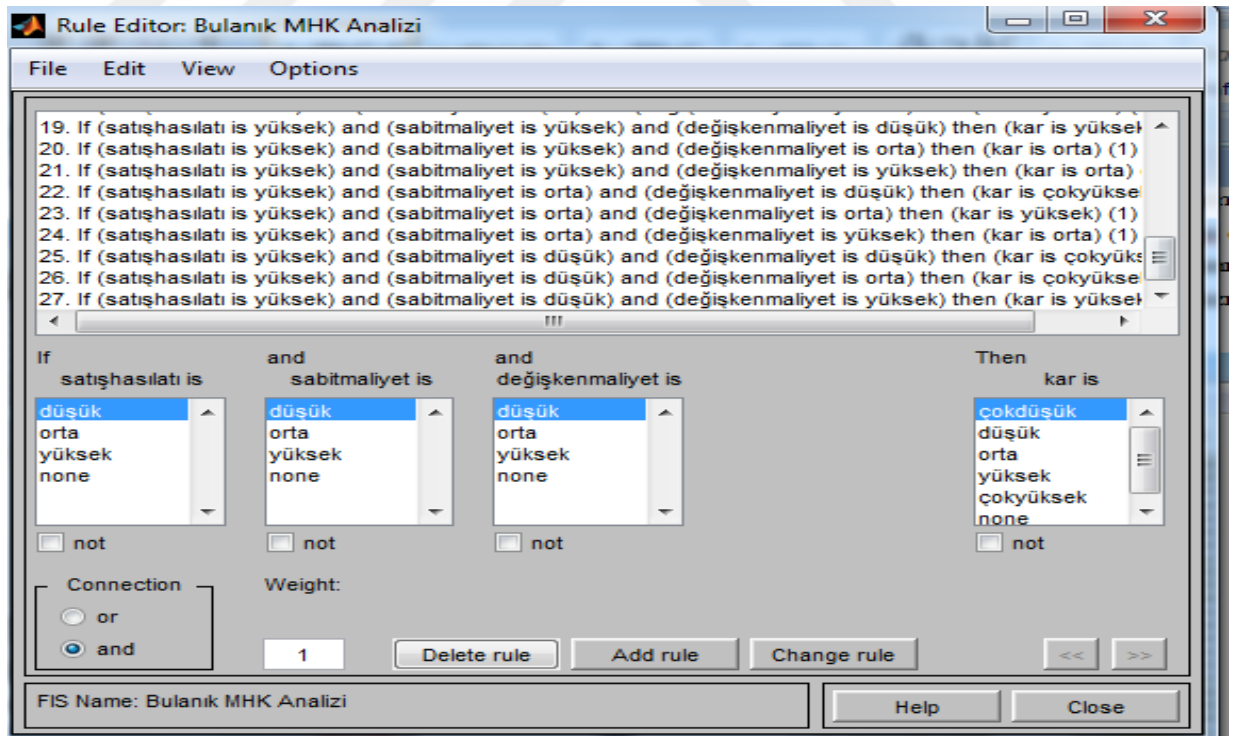 Rule Editor: Bulanık MHK Analizi
File Edit View Options
19. If (satışhasılatı is yüksek) and (sabitmaliyet is yüksek) and (değişkenmaliyet is düşük) then (kar is yüksek
20. If (satışhasılatı is yüksek) and (sabitmaliyet is yüksek) and (değişkenmaliyet is orta) then (kar is orta) (1)
21. If (satışhasılatı is yüksek) and (sabitmaliyet is yüksek) and (değişkenmaliyet is yüksek) then (kar is orta)
22. If (satışhasılatı is yüksek) and (sabitmaliyet is orta) and (değişkenmaliyet is düşük) then (kar is çokyükse
23. If (satışhasılatı is yüksek) and (sabitmaliyet is orta) and (değişkenmaliyet is orta) then (kar is yüksek) (1)
24. If (satışhasılatı is yüksek) and (sabitmaliyet is orta) and (değişkenmaliyet is yüksek) then (kar is orta) (1)
25. If (satışhasılatı is yüksek) and (sabitmaliyet is düşük) and (değişkenmaliyet is düşük) then (kar is çokyüks
26. If (satışhasılatı is yüksek) and (sabitmaliyet is düşük) and (değişkenmaliyet is orta) then (kar is çokyükse
27. If (satışhasılatı is yüksek) and (sabitmaliyet is düşük) and (değişkenmaliyet is yüksek) then (kar is yüksek
If and and Then
satışhasılatı is sabitmaliyet is değişkenmaliyet is kar is
düşük düşük düşük çokdüşük
orta orta orta düşük
yüksek yüksek yüksek orta
none none none yüksek
çokyüksek
none
not not not not
Connection Weight:
or
and 1 Delete rule Add rule Change rule << >>
FIS Name: Bulanık MHK Analizi Help Close